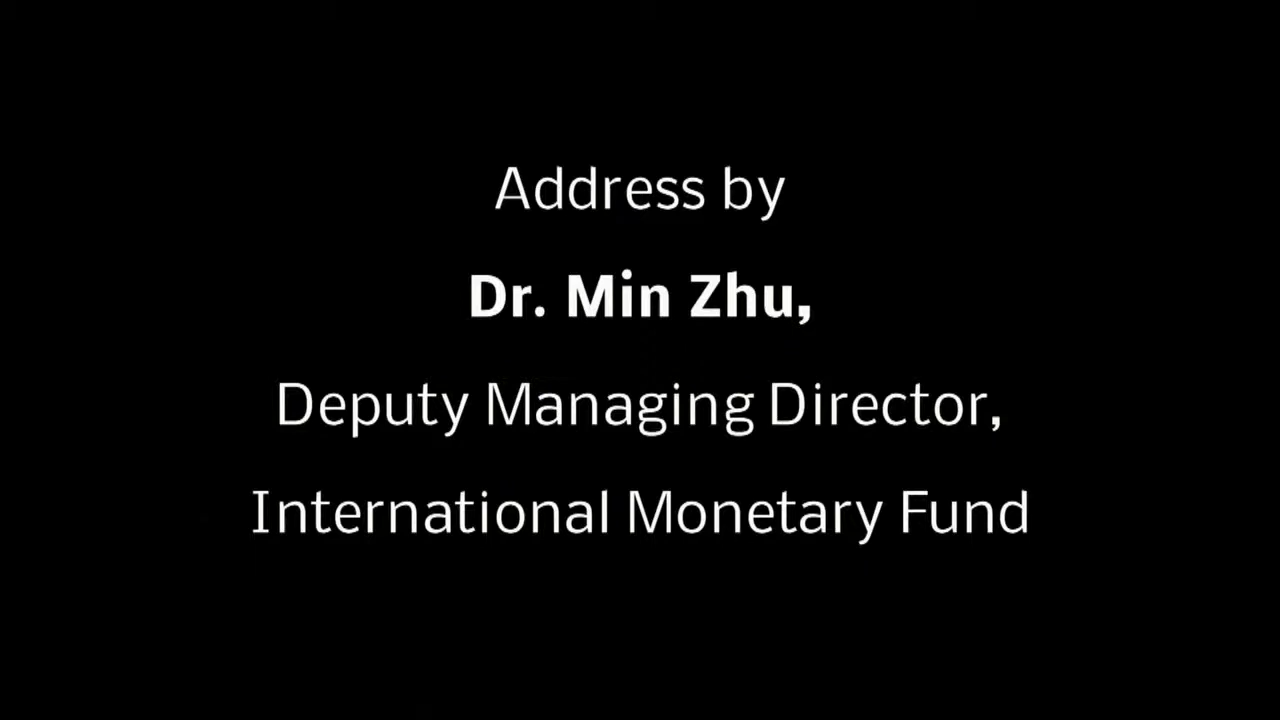 Address by
Dr. Min Zhu,
Deputy Managing Director,
International Monetary Fund